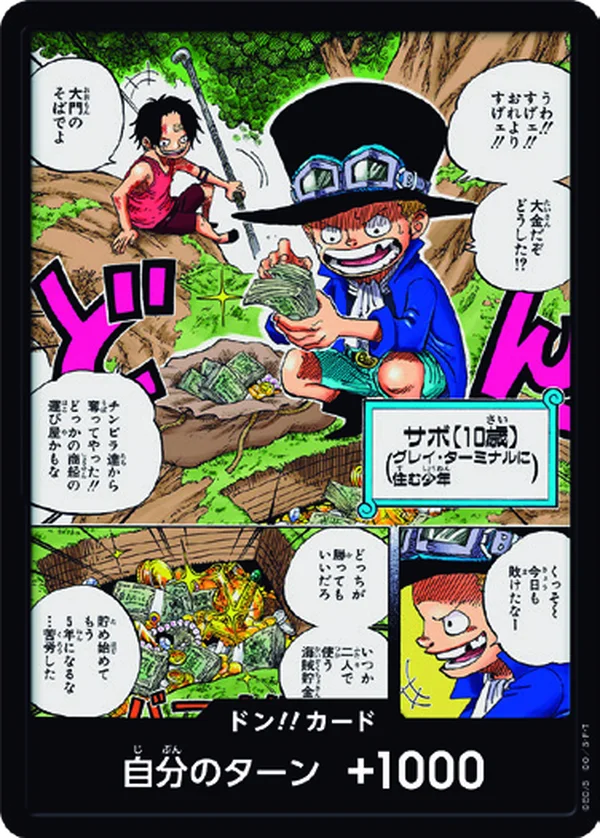 うわ!!
すげェ!!
おれより
すげェ!!
大金だぞ
どうした!?
大門の
そばでよ
ドン
チンピラ達から
奪ってやった!!
どっかの商船の
運び屋かもな
サボ〔10歳〕
(グレイ・ターミナルに
住む少年)
くっそ〜
今日も
敗けたなー
どっちが
勝っても
いいだろ
いつか
二人で
使う
海賊貯金
貯め始めて
もう
5年になるな
…苦労した
ドン!!カード
自分のターン +1000